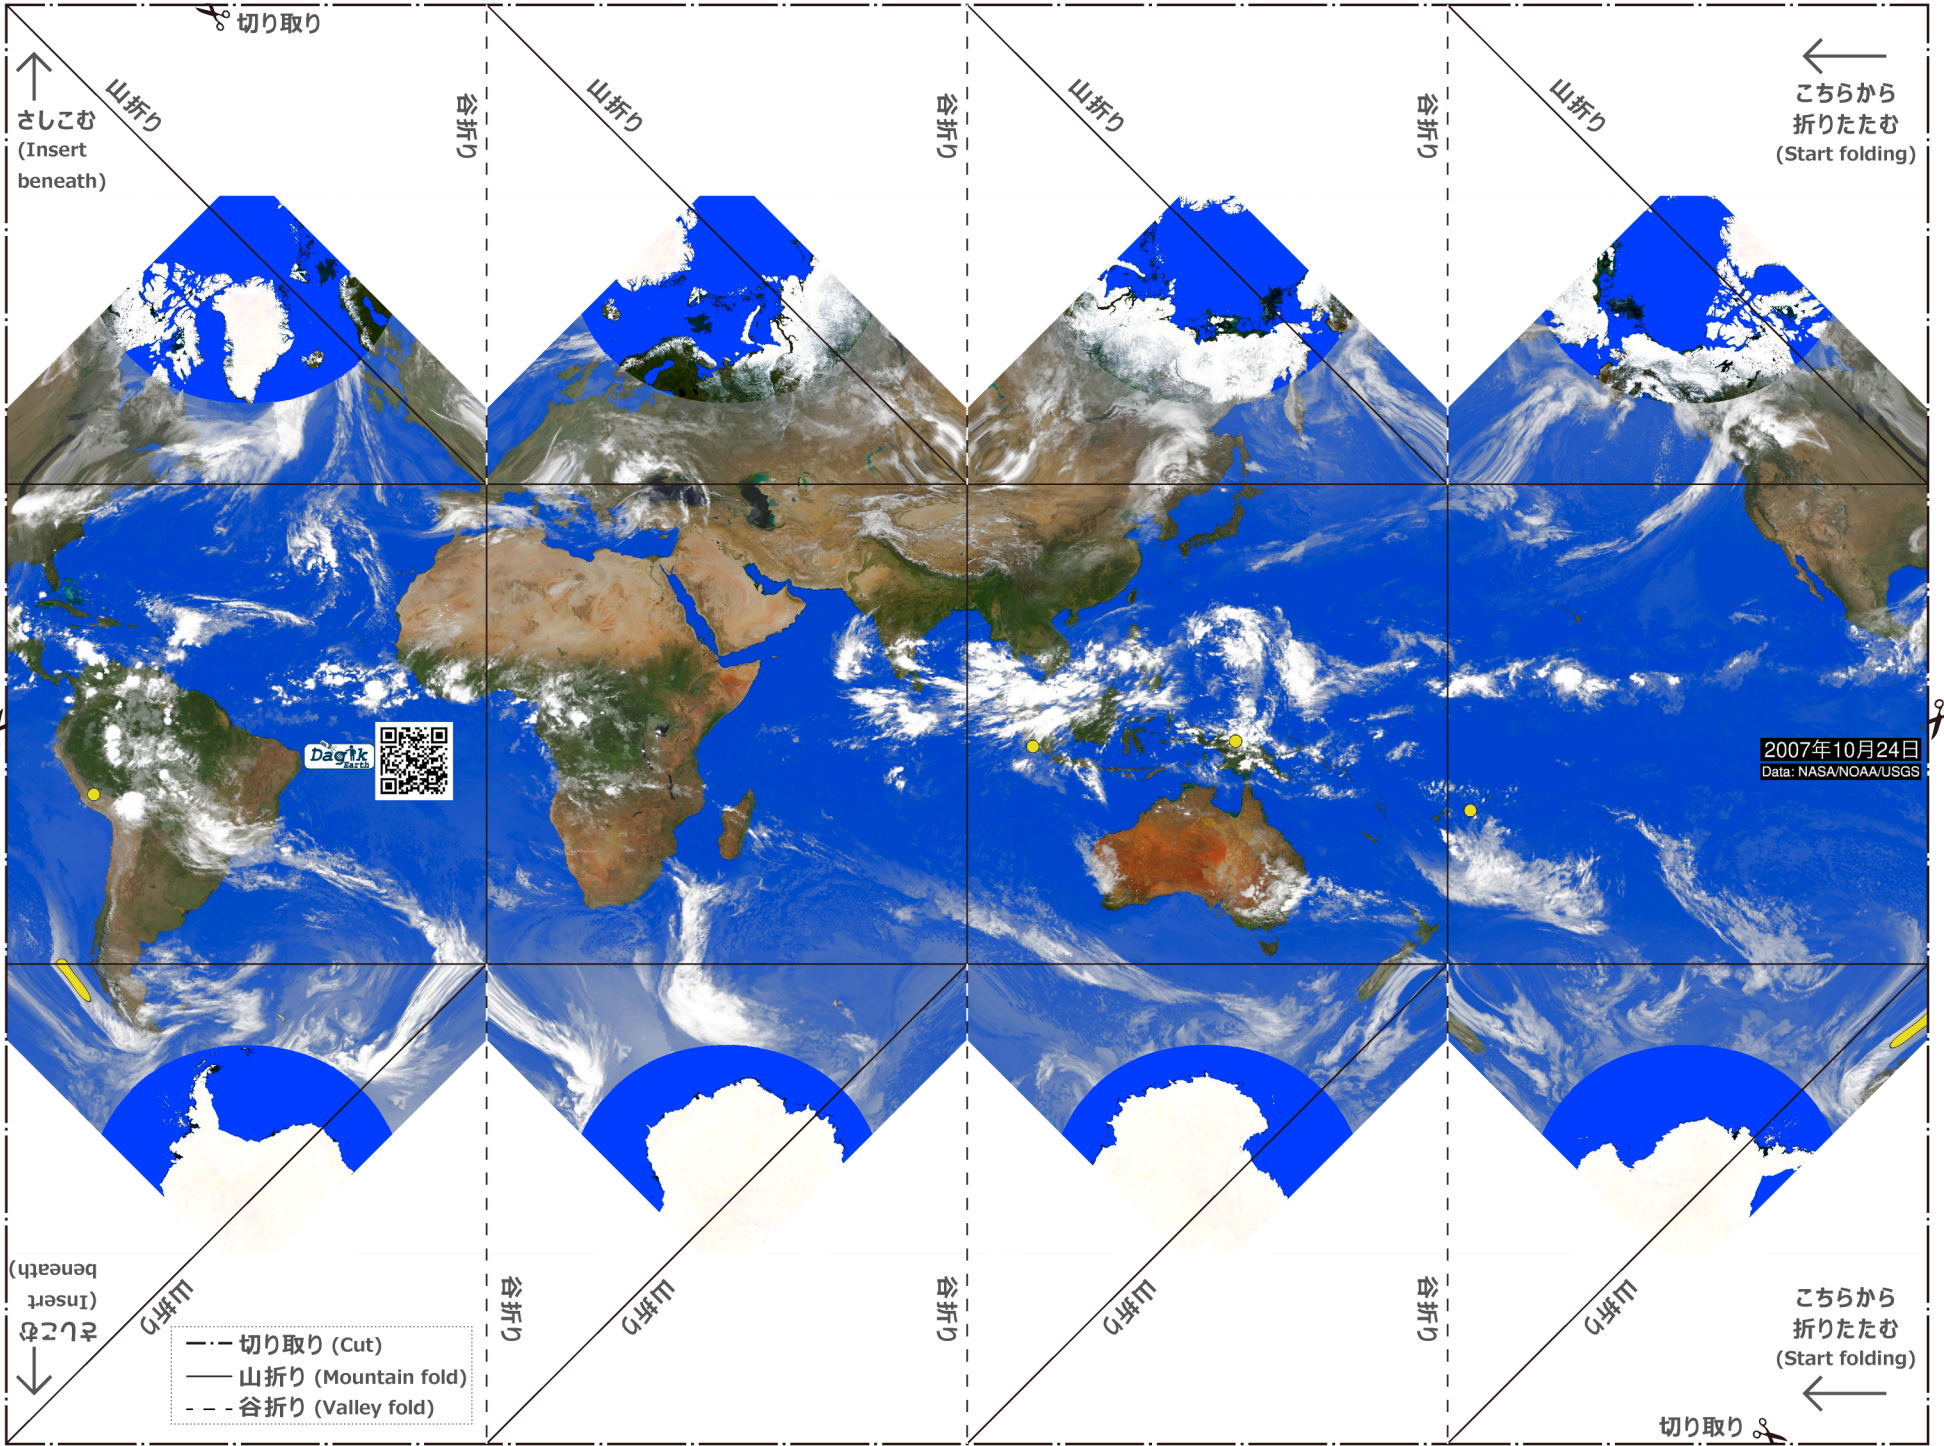 切り取り
さしこむ
(Insert
beneath)
山折り
谷折り
山折り
谷折り
山折り
谷折り
山折り
こちらから
折りたたむ
(Start folding)
Dagik
Earth
2007年10月24日
Data: NASA/NOAA/USGS
さしこむ
(Insert
beneath)
山折り
谷折り
山折り
谷折り
山折り
谷折り
山折り
こちらから
折りたたむ
(Start folding)
切り取り (Cut)
山折り (Mountain fold)
谷折り (Valley fold)
切り取り